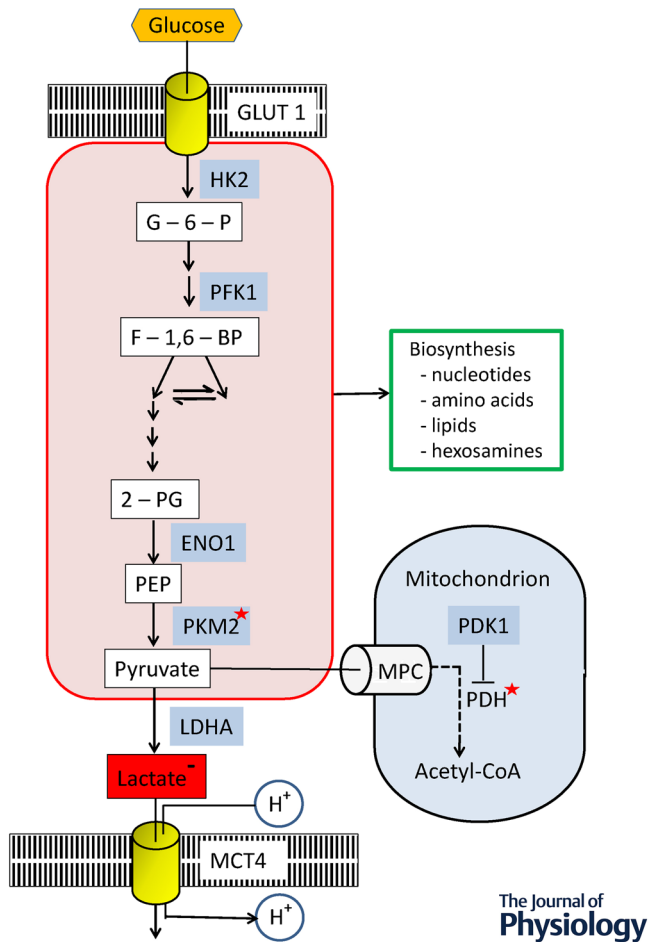 Glucose
GLUT 1
HK2
G – 6 – P
PFK1
F – 1,6 – BP
Biosynthesis
- nucleotides
- amino acids
- lipids
- hexosamines
2 – PG
ENO1
PEP
PKM2
Pyruvate
Mitochondrion
PDK1
MPC
PDH
Acetyl-CoA
LDHA
Lactate⁻
H⁺
MCT4
H⁺
The Journal of
Physiology